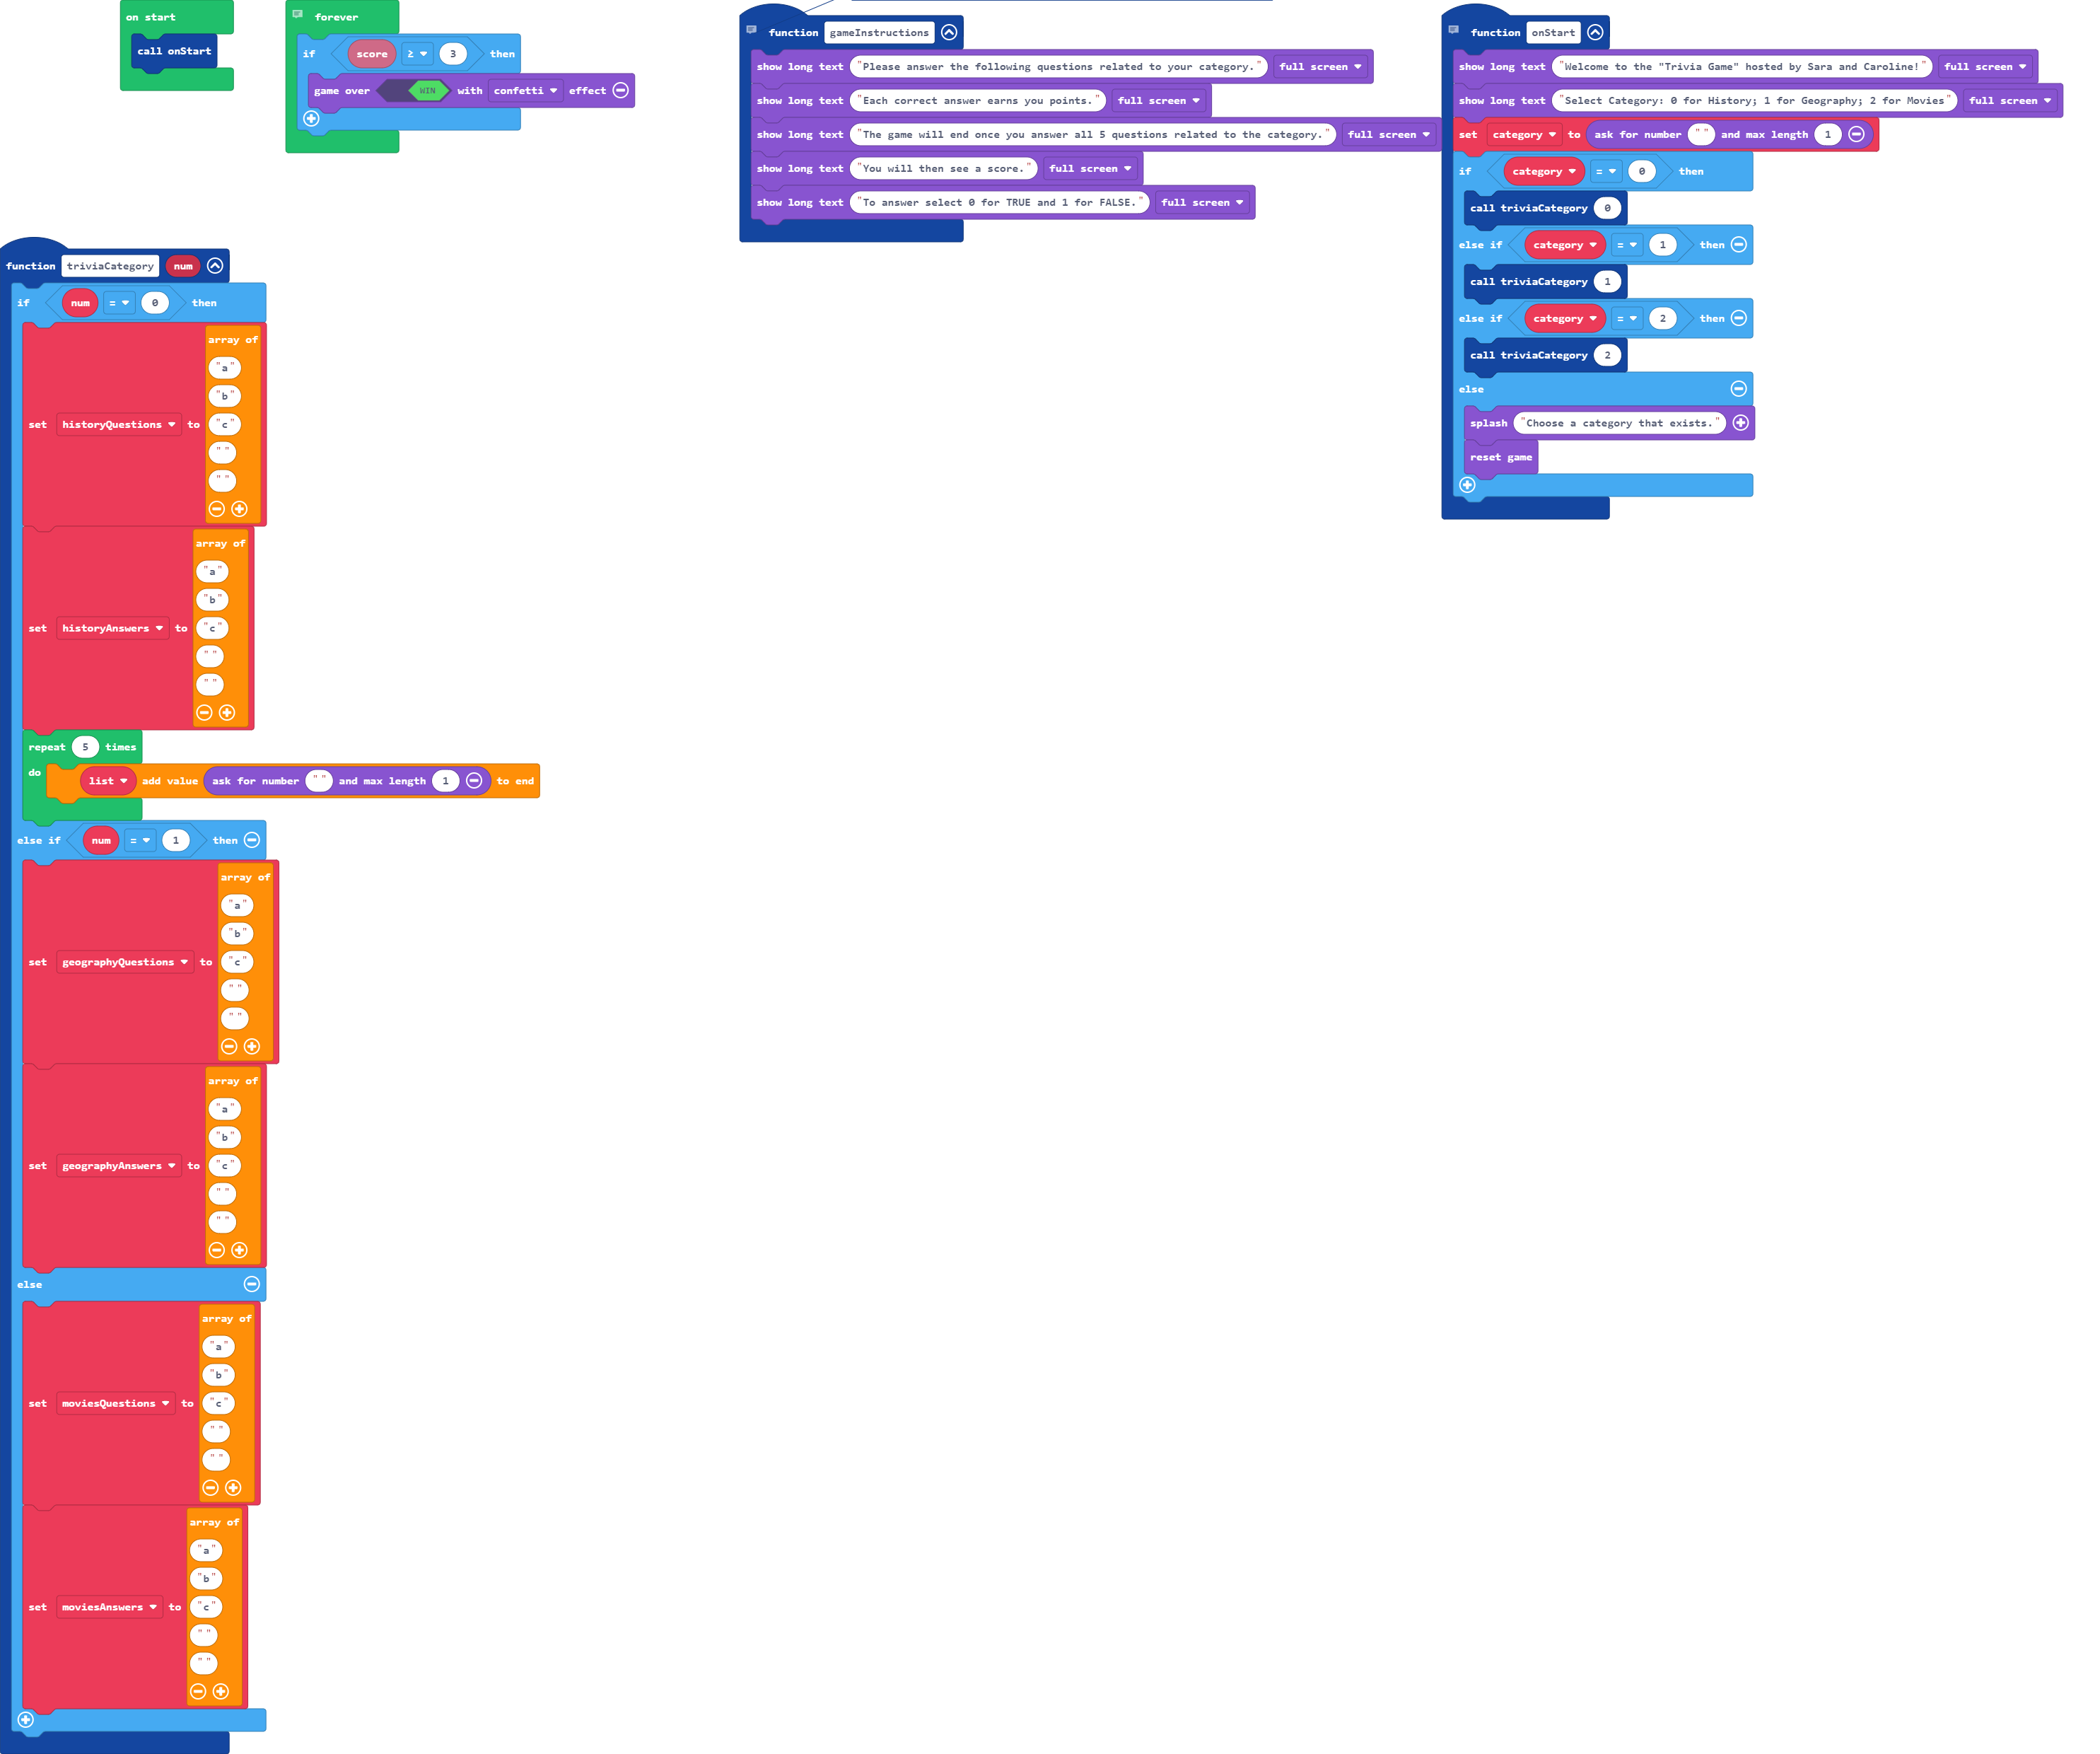 on start
call onStart
forever
if score ≥ 3 then
game over WIN with confetti effect
function gameInstructions
show long text "Please answer the following questions related to your category." full screen
show long text "Each correct answer earns you points." full screen
show long text "The game will end once you answer all 5 questions related to the category." full screen
show long text "You will then see a score." full screen
show long text "To answer select 0 for TRUE and 1 for FALSE." full screen
function onStart
show long text "Welcome to the "Trivia Game" hosted by Sara and Caroline!" full screen
show long text "Select Category: 0 for History; 1 for Geography; 2 for Movies" full screen
set category to ask for number " " and max length 1
if category = 0 then
call triviaCategory 0
else if category = 1 then
call triviaCategory 1
else if category = 2 then
call triviaCategory 2
else
splash "Choose a category that exists."
reset game
function triviaCategory num
if num = 0 then
array of
"a"
"b"
set historyQuestions to "c"
" "
" "
array of
"a"
"b"
set historyAnswers to "c"
" "
" "
repeat 5 times
do list add value ask for number " " and max length 1 to end
else if num = 1 then
array of
"a"
"b"
set geographyQuestions to "c"
" "
" "
array of
"a"
"b"
set geographyAnswers to "c"
" "
" "
else
array of
"a"
"b"
set moviesQuestions to "c"
" "
" "
array of
"a"
"b"
set moviesAnswers to "c"
" "
" "